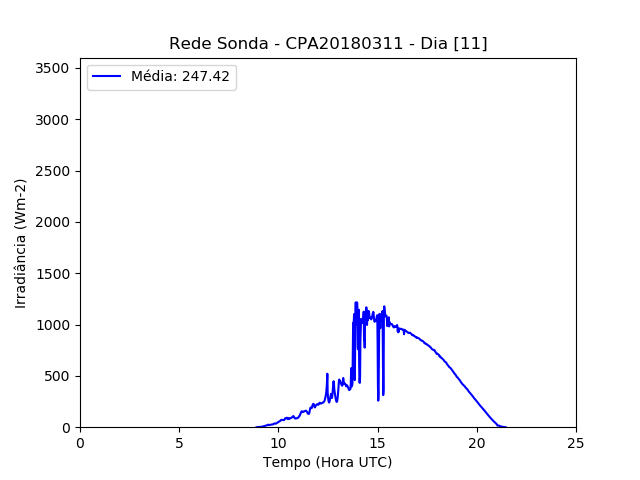 Rede Sonda - CPA20180311 - Dia [11]
Média: 247.42
Irradiância (Wm-2)
3500
3000
2500
2000
1500
1000
500
0
0 5 10 15 20 25
Tempo (Hora UTC)